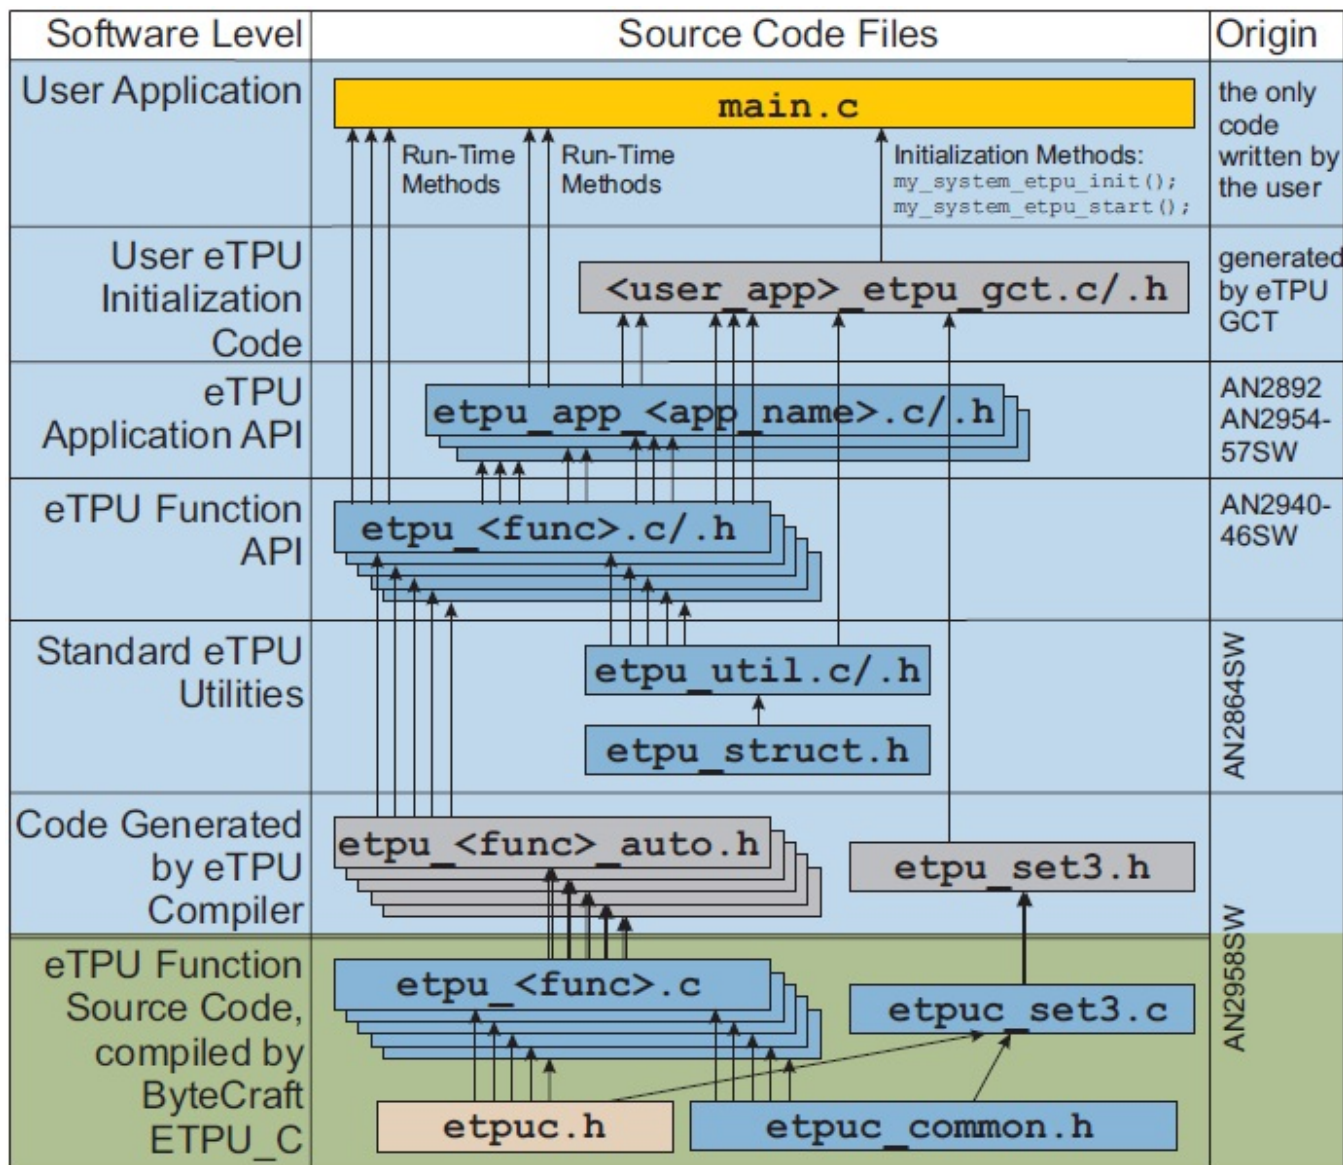 Software Level
Source Code Files
Origin
User Application
main.c
the only
code
written by
the user
Run-Time
Methods
Run-Time
Methods
Initialization Methods:
my_system_etpu_init();
my_system_etpu_start();
User eTPU
Initialization
Code
<user_app>_etpu_gct.c/.h
generated
by eTPU
GCT
eTPU
Application API
etpu_app_<app_name>.c/.h
AN2892
AN2954-
57SW
eTPU Function
API
etpu_<func>.c/.h
AN2940-
46SW
Standard eTPU
Utilities
etpu_util.c/.h
etpu_struct.h
AN2864SW
Code Generated
by eTPU
Compiler
etpu_<func>_auto.h
etpu_set3.h
AN2958SW
eTPU Function
Source Code,
compiled by
ByteCraft
ETPU_C
etpu_<func>.c
etpuc_set3.c
etpuc.h
etpuc_common.h